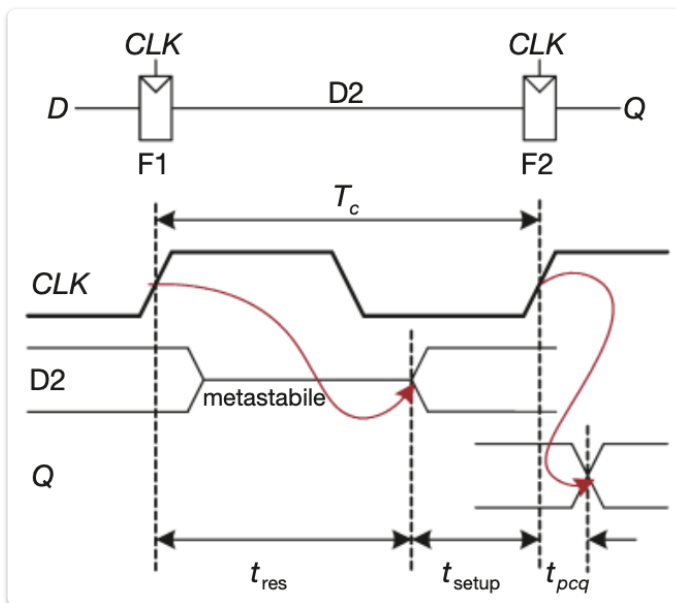 CLK CLK
D D2 Q
F1 F2
Tc
CLK
D2
metastabile
Q
tres tsetup tpcq